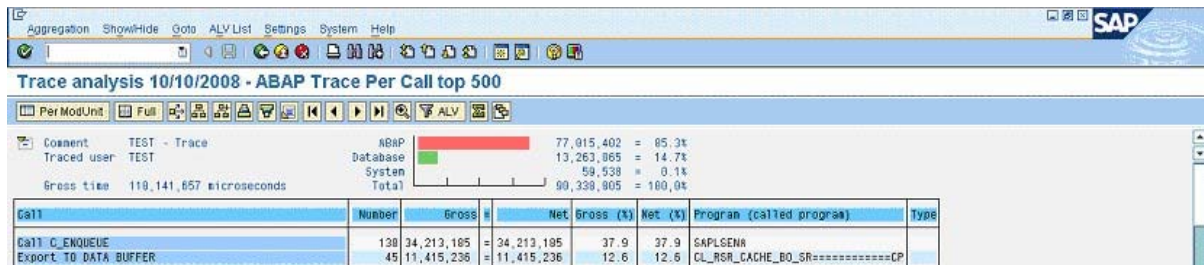 Aggregation Show/Hide Goto ALV List Settings System Help
SAP
Trace analysis 10/10/2008 - ABAP Trace Per Call top 500
Per ModUnit Full ALV
Comment TEST - Trace
Traced user TEST
Gross time 118,141,657 microseconds
ABAP 77,015,402 = 85.3%
Database 13,263,865 = 14.7%
System 59,538 = 0.1%
Total 90,338,805 = 100,0%
Call Number Gross = Net Gross (%) Net (%) Program (called program) Type
Call C_ENQUEUE 138 34,213,185 = 34,213,185 37.9 37.9 SAPLSENA
Export TO DATA BUFFER 45 11,415,236 = 11,415,236 12.6 12.6 CL_RSR_CACHE_BO_SR============CP